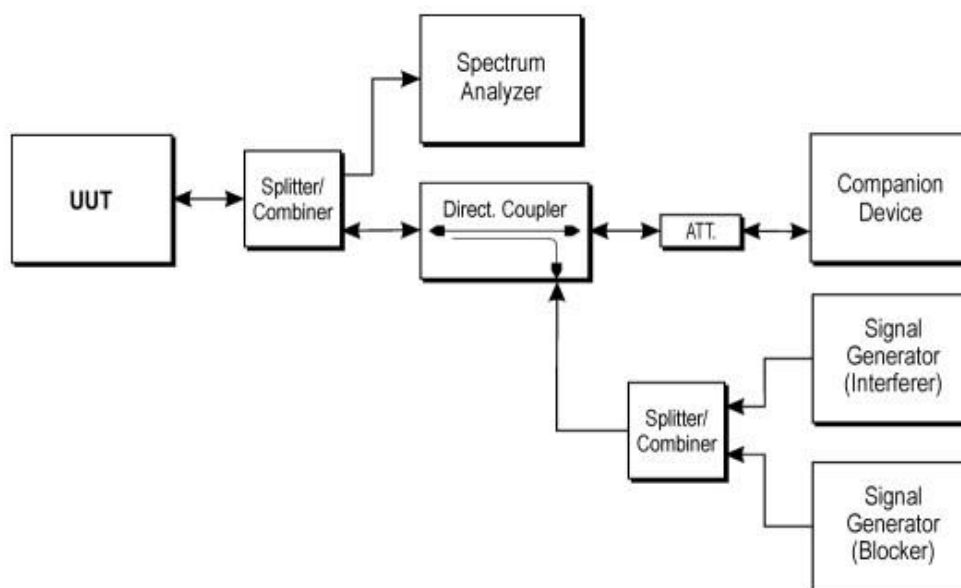 Spectrum
Analyzer
UUT
Splitter/
Combiner
Direct. Coupler
ATT.
Companion
Device
Signal
Generator
(Interferer)
Splitter/
Combiner
Signal
Generator
(Blocker)